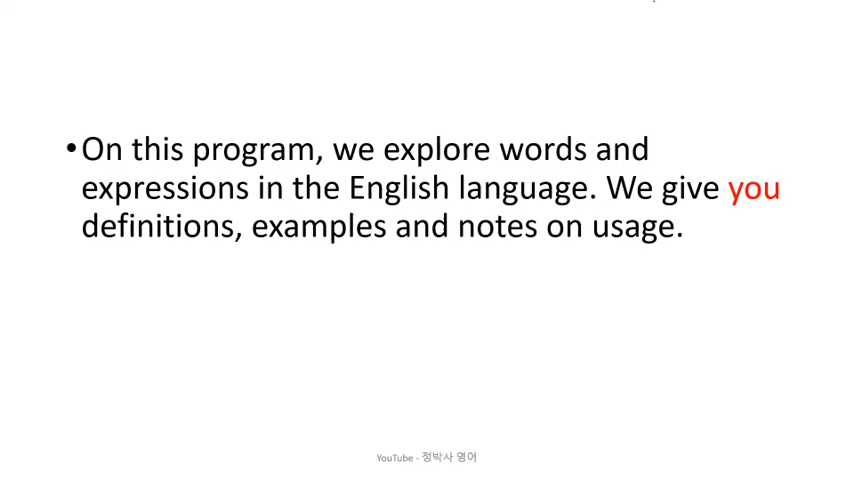 •On this program, we explore words and
expressions in the English language. We give you
definitions, examples and notes on usage.
YouTube - 정박사 영어